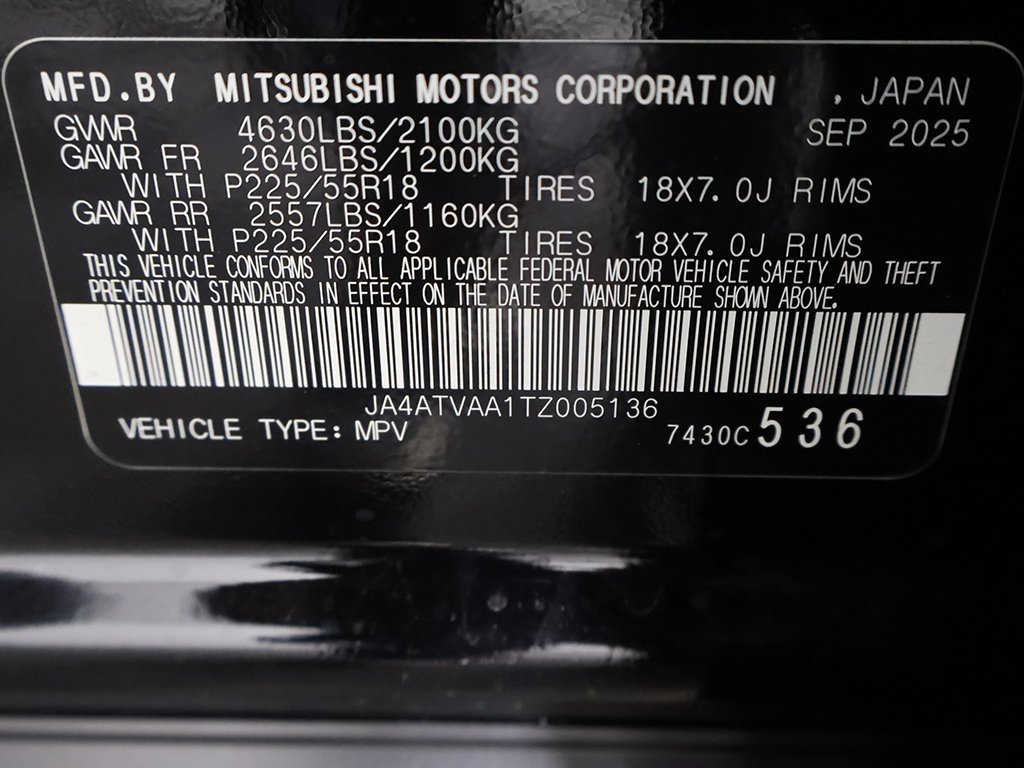 MFD.BY MITSUBISHI MOTORS CORPORATION , JAPAN
GVWR 4630LBS/2100KG SEP 2025
GAWR FR 2646LBS/1200KG
WITH P225/55R18 TIRES 18X7.0J RIMS
GAWR RR 2557LBS/1160KG
WITH P225/55R18 TIRES 18X7.0J RIMS
THIS VEHICLE CONFORMS TO ALL APPLICABLE FEDERAL MOTOR VEHICLE SAFETY AND THEFT
PREVENTION STANDARDS IN EFFECT ON THE DATE OF MANUFACTURE SHOWN ABOVE.
JA4ATVAA1TZ005136
VEHICLE TYPE: MPV 7430C 536